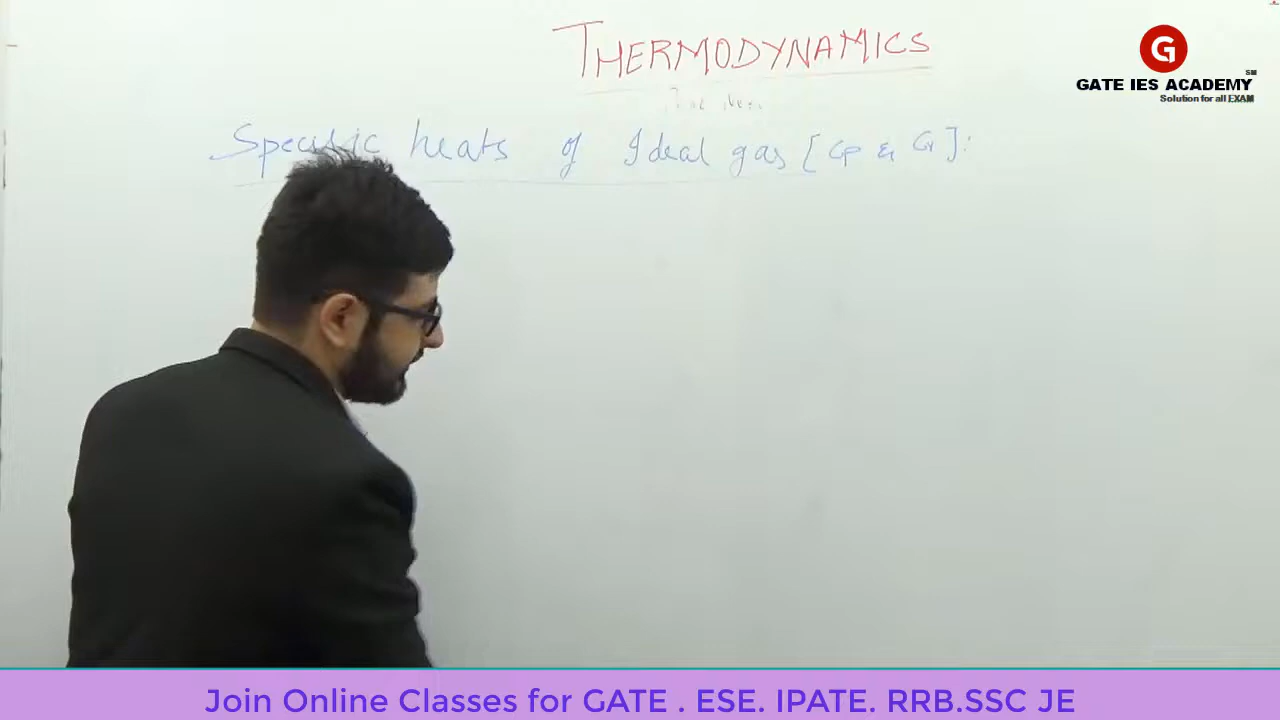 THERMODYNAMICS
G
GATE IES ACADEMY SM
Solution for all EXAM
Specific heats of Ideal gas [Cp & Cv]:
Join Online Classes for GATE . ESE. IPATE. RRB.SSC JE